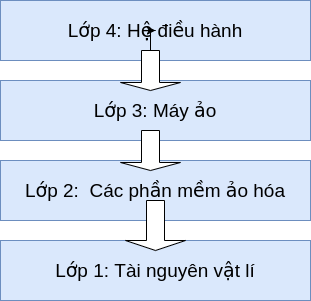 Lớp 4: Hệ điều hành
Lớp 3: Máy ảo
Lớp 2:  Các phần mềm ảo hóa
Lớp 1: Tài nguyên vật lí